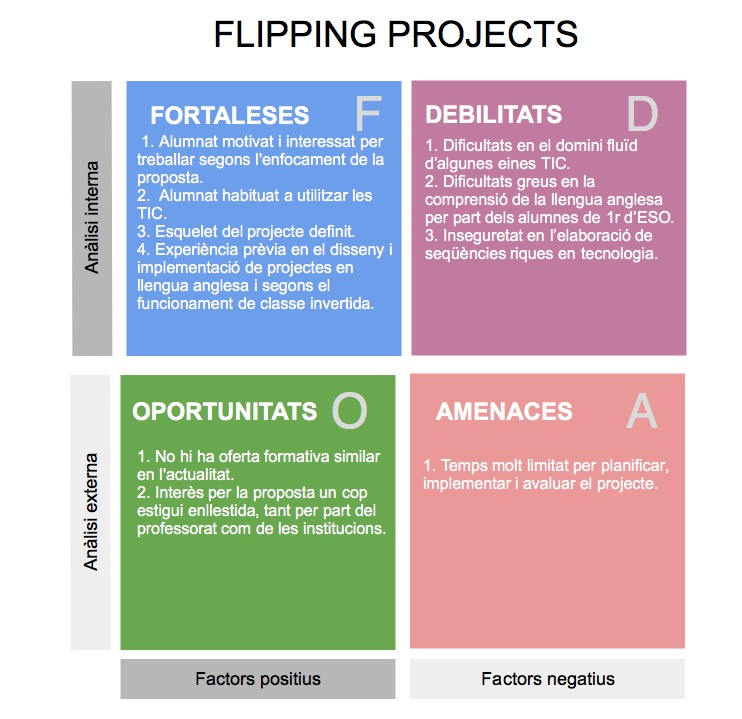 FLIPPING PROJECTS
Anàlisi interna
FORTALESES F
1. Alumnat motivat i interessat per
treballar segons l'enfocament de la
proposta.
2. Alumnat habituat a utilitzar les
TIC.
3. Esquelet del projecte definit.
4. Experiència prèvia en el disseny i
implementació de projectes en
llengua anglesa i segons el
funcionament de classe invertida.
DEBILITATS D
1. Dificultats en el domini fluïd
d'algunes eines TIC.
2. Dificultats greus en la
comprensió de la llengua anglesa
per part dels alumnes de 1r d'ESO.
3. Inseguretat en l'elaboració de
seqüències riques en tecnologia.
Anàlisi externa
OPORTUNITATS O
1. No hi ha oferta formativa similar
en l'actualitat.
2. Interès per la proposta un cop
estigui enllestida, tant per part del
professorat com de les institucions.
AMENACES A
1. Temps molt limitat per planificar,
implementar i avaluar el projecte.
Factors positius
Factors negatius